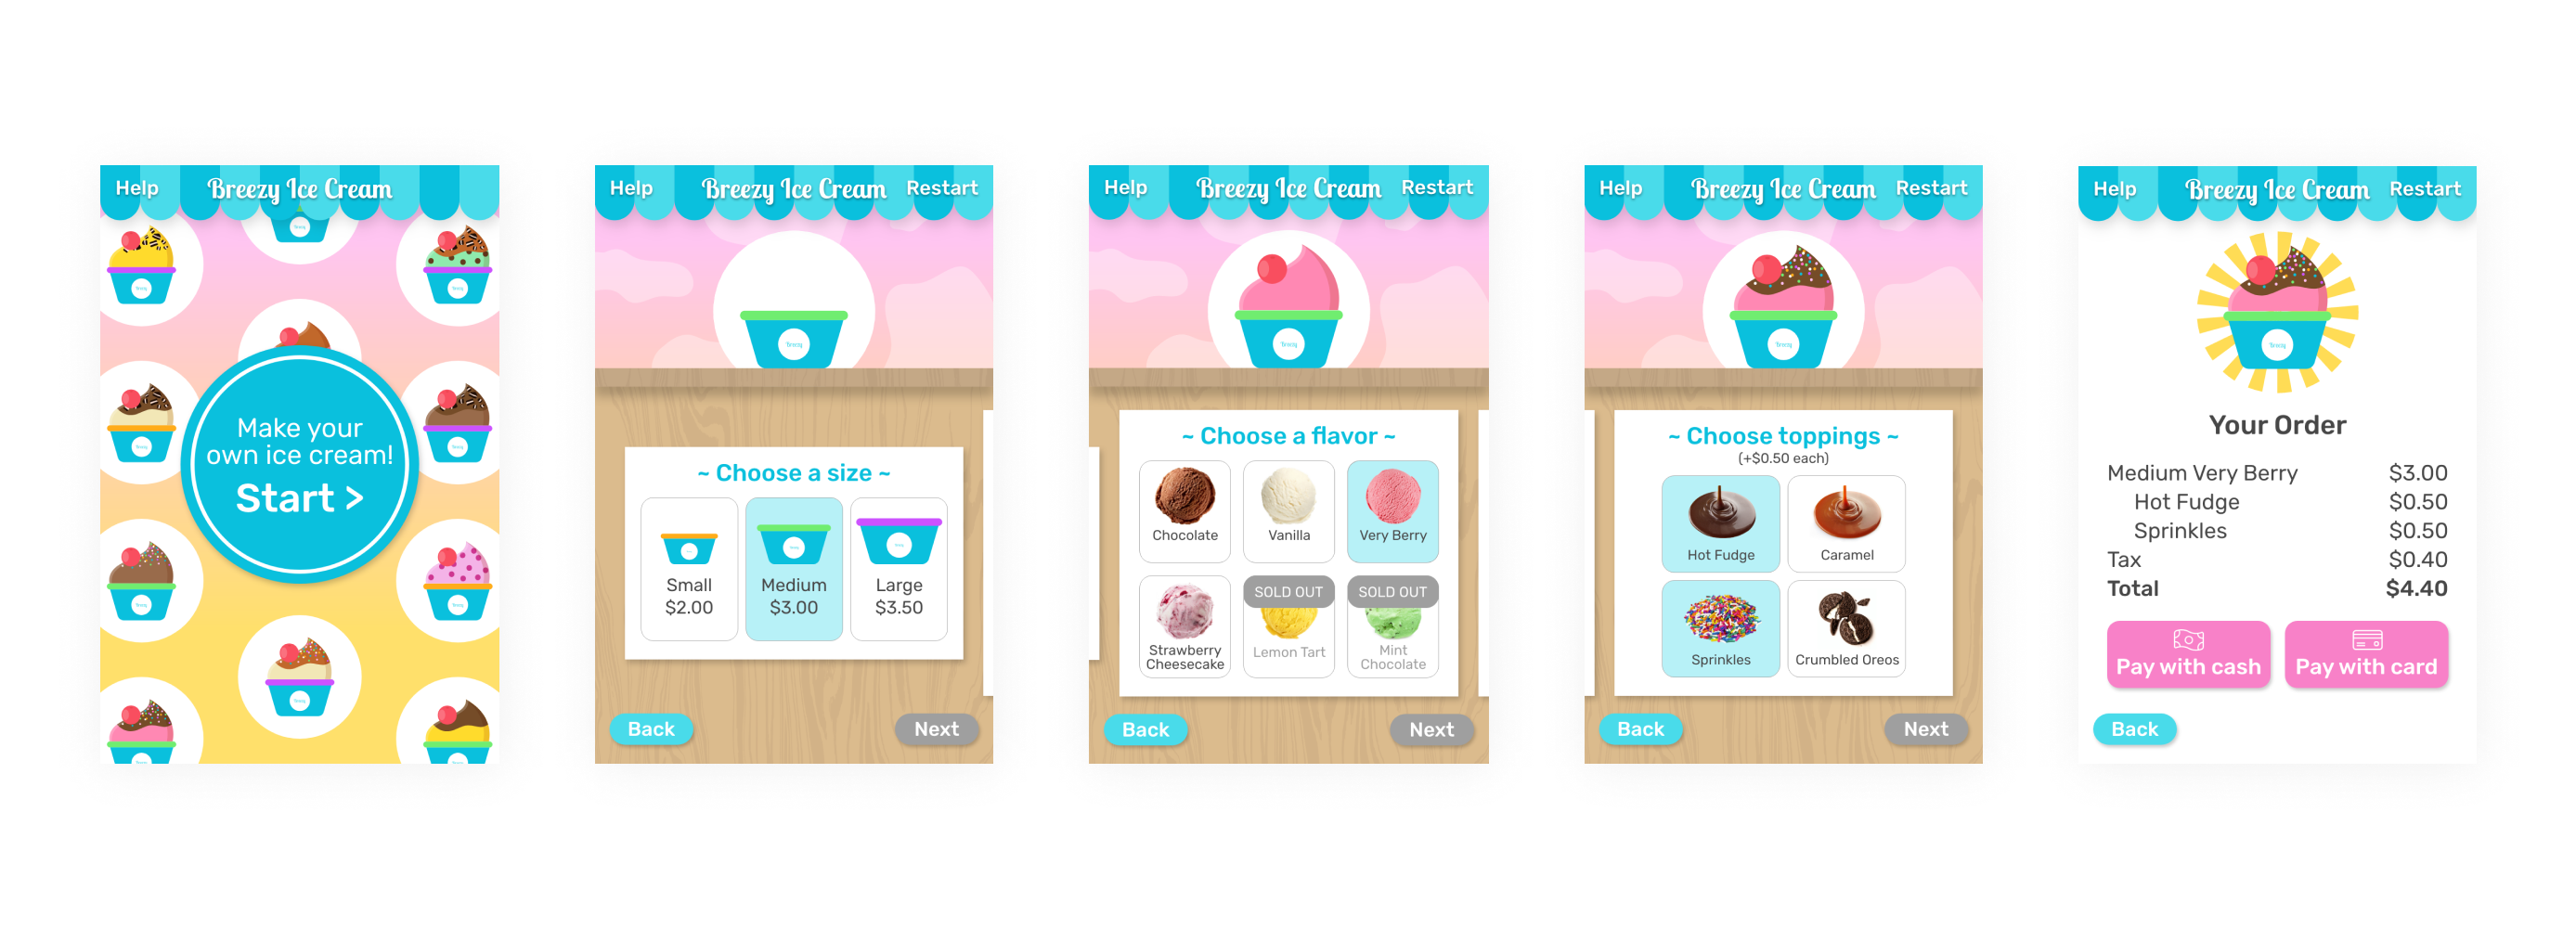 Help Breezy Ice Cream
Make your
own ice cream!
Start >
Help Breezy Ice Cream Restart
Breezy
~ Choose a size ~
Small
$2.00
Medium
$3.00
Large
$3.50
Back
Next
Help Breezy Ice Cream Restart
Breezy
~ Choose a flavor ~
Chocolate
Vanilla
Very Berry
Strawberry
Cheesecake
SOLD OUT
Lemon Tart
SOLD OUT
Mint
Chocolate
Back
Next
Help Breezy Ice Cream Restart
Breezy
~ Choose toppings ~
(+$0.50 each)
Hot Fudge
Caramel
Sprinkles
Crumbled Oreos
Back
Next
Help Breezy Ice Cream Restart
Breezy
Your Order
Medium Very Berry $3.00
Hot Fudge $0.50
Sprinkles $0.50
Tax $0.40
Total $4.40
Pay with cash
Pay with card
Back